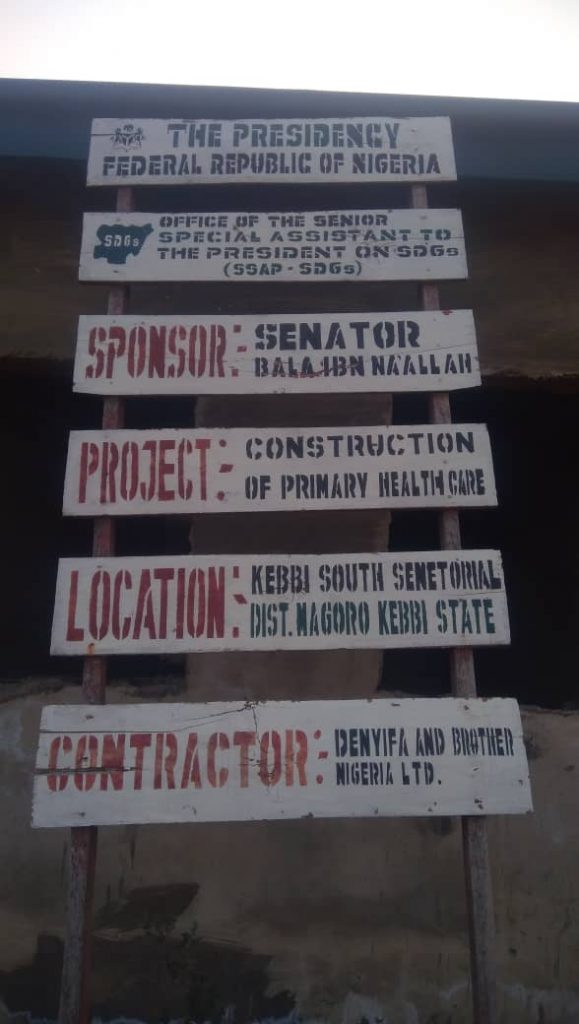 THE PRESIDENCY
FEDERAL REPUBLIC OF NIGERIA
SDGs
OFFICE OF THE SENIOR
SPECIAL ASSISTANT TO
THE PRESIDENT ON SDGs
(SSAP-SDGs)
SPONSOR:- SENATOR
BALA IBN NA'ALLAH
PROJECT:- CONSTRUCTION
OF PRIMARY HEALTH CARE
LOCATION:- KEBBI SOUTH SENETORIAL
DIST. MAGORO KEBBI STATE
CONTRACTOR:- DENYIFA AND BROTHER
NIGERIA LTD.